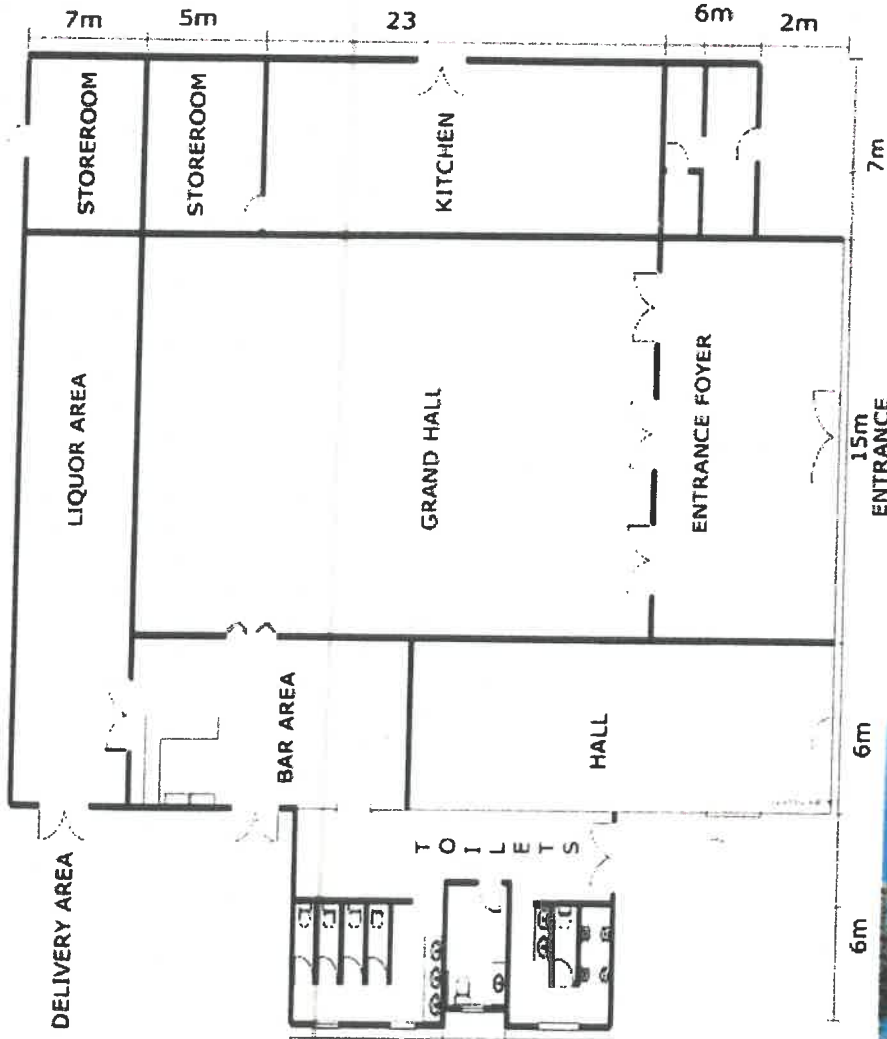 7m
5m
23
6m
2m
STOREROOM
STOREROOM
KITCHEN
7m
LIQUOR AREA
GRAND HALL
ENTRANCE FOYER
15m
ENTRANCE
BAR AREA
HALL
6m
DELIVERY AREA
TOILETS
6m